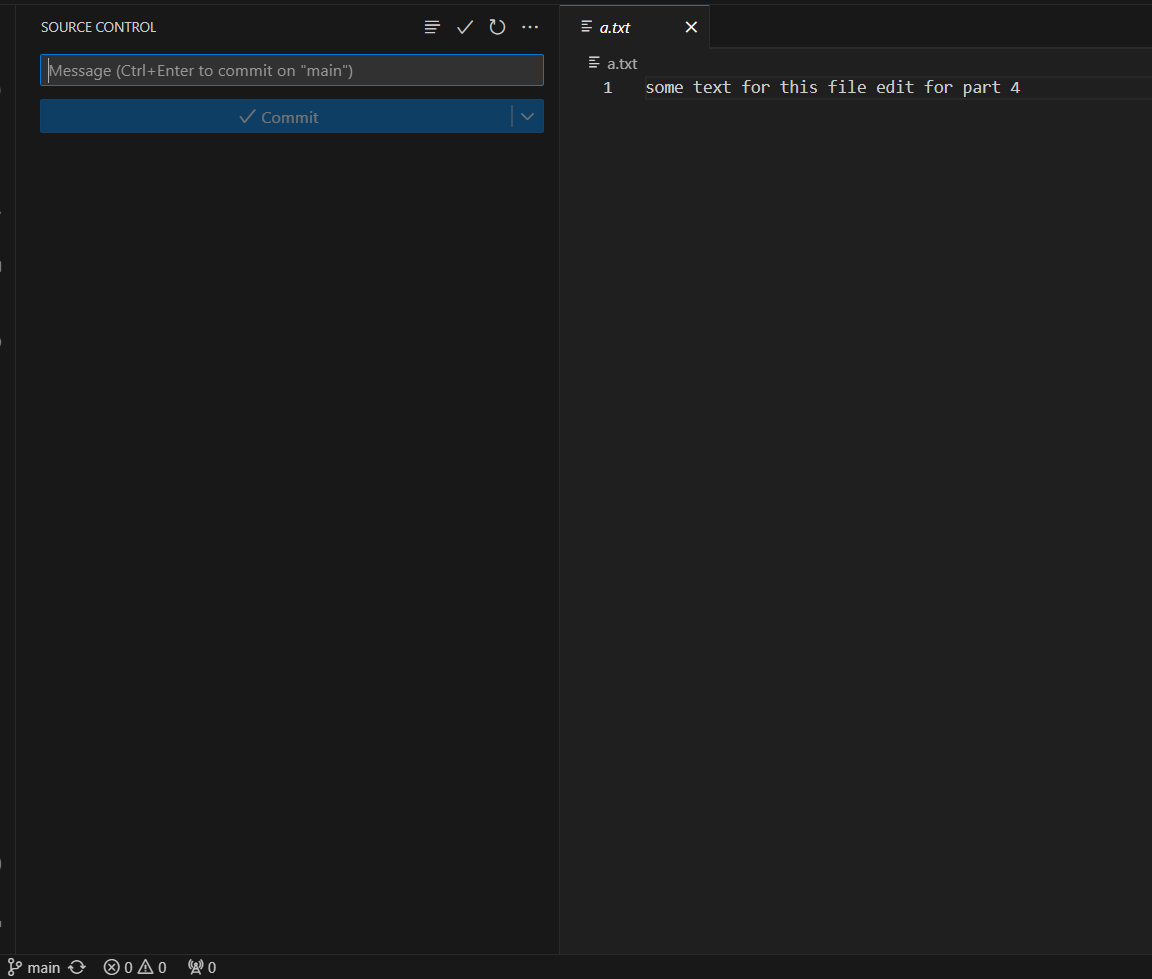 SOURCE CONTROL
Message (Ctrl+Enter to commit on "main")
Commit
a.txt
a.txt
1 some text for this file edit for part 4
main 0 0 0